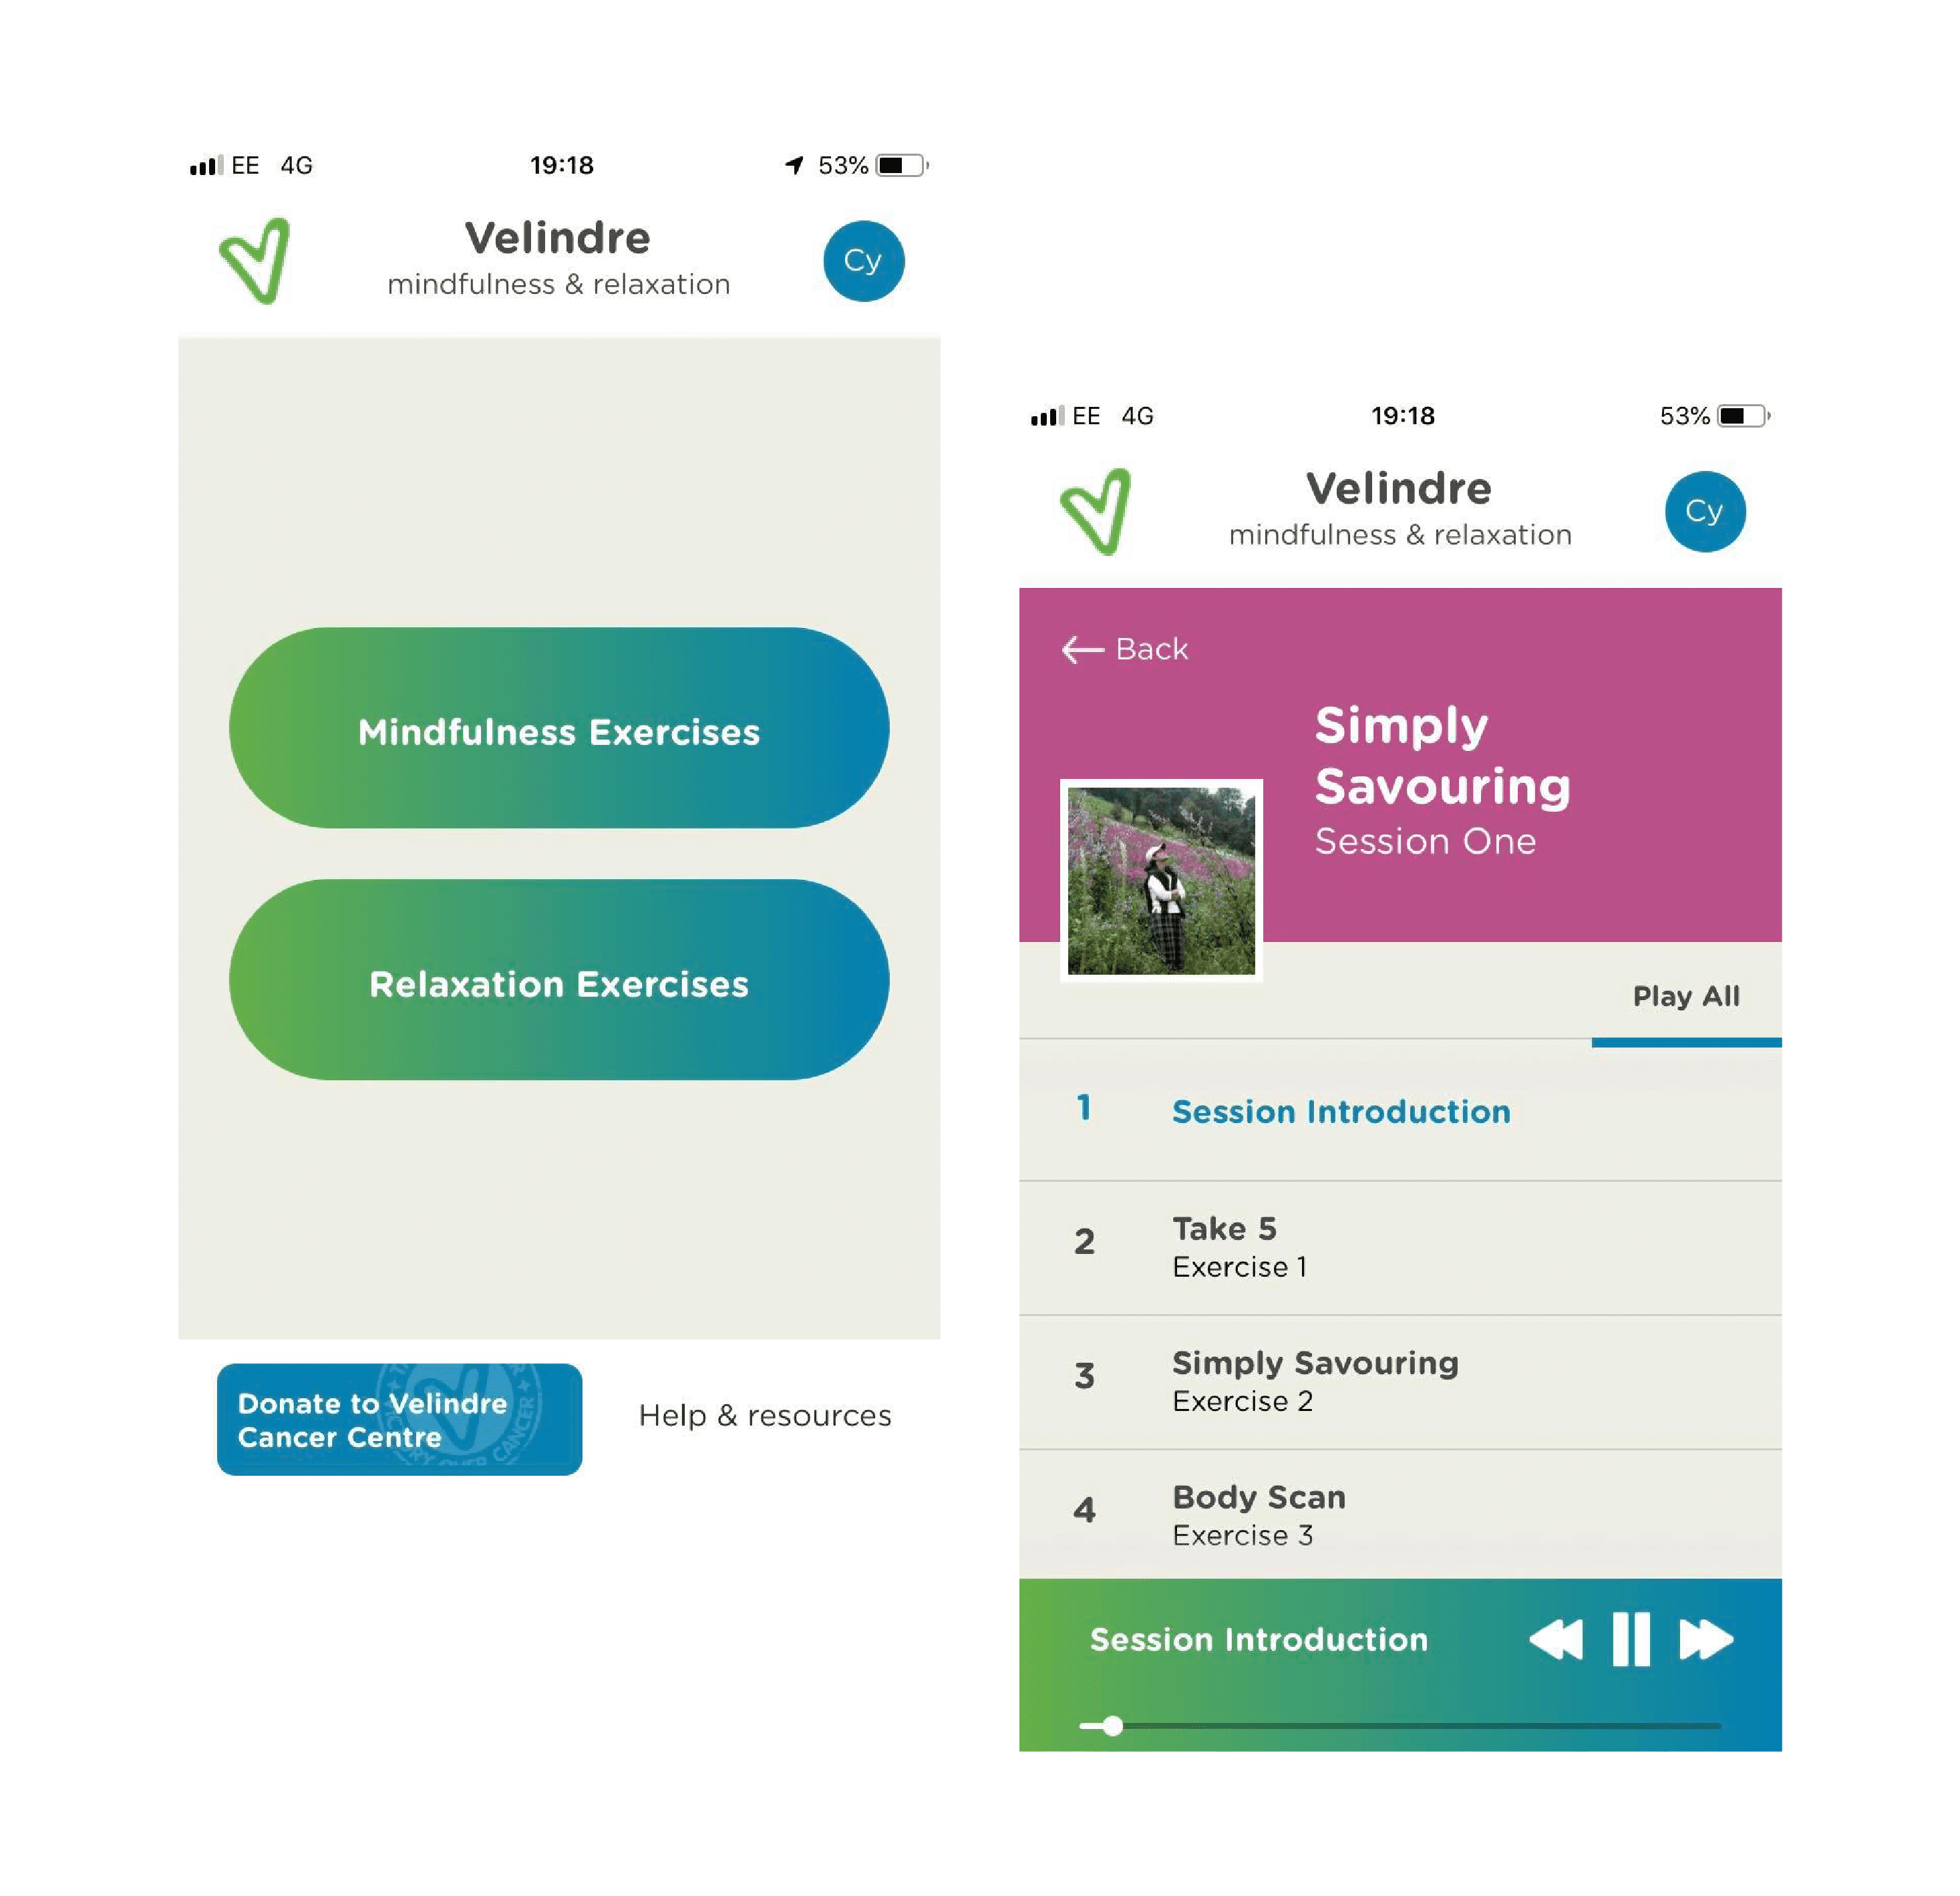 EE 4G 19:18 53%
Velindre
mindfulness & relaxation
Cy
Mindfulness Exercises
Relaxation Exercises
Donate to Velindre
Cancer Centre
OVER CANCER
Help & resources
EE 4G 19:18 53%
Velindre
mindfulness & relaxation
Cy
Back
Simply
Savouring
Session One
Play All
1 Session Introduction
2 Take 5
Exercise 1
3 Simply Savouring
Exercise 2
4 Body Scan
Exercise 3
Session Introduction